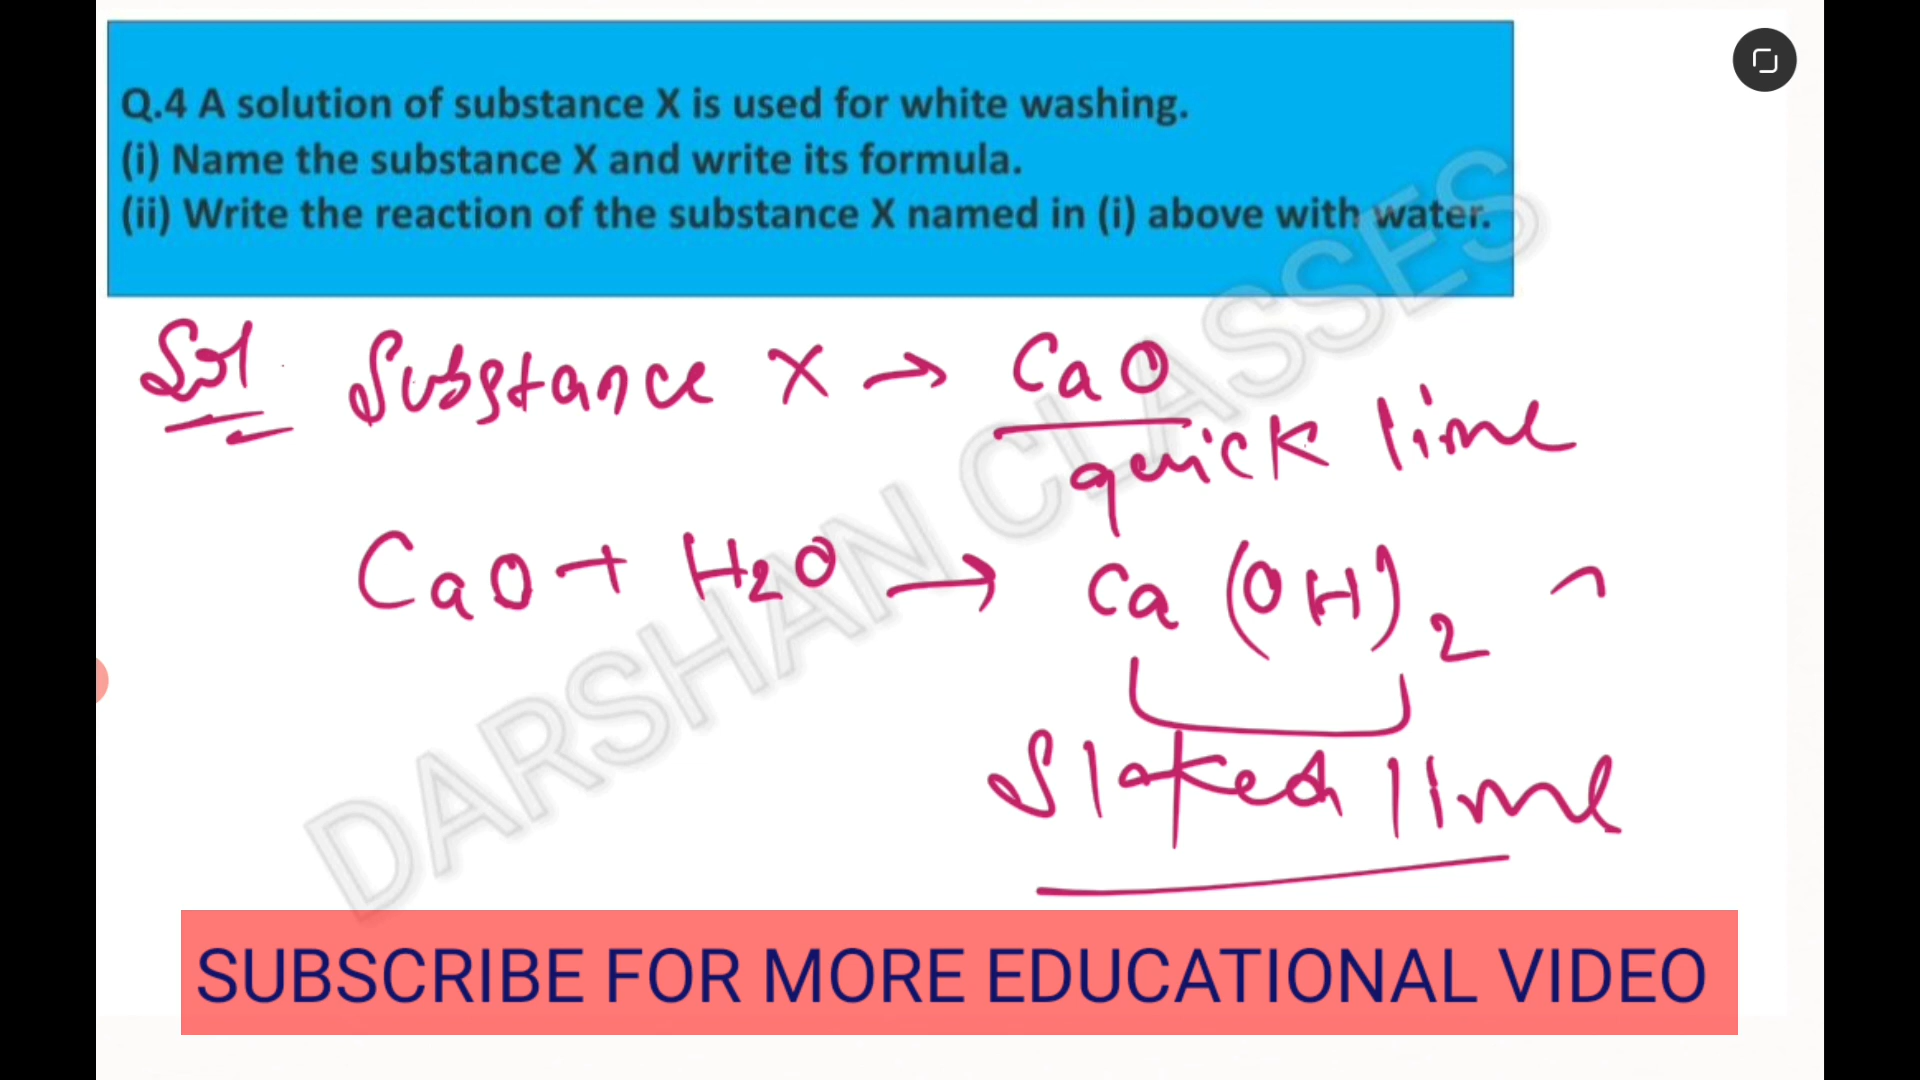 Q.4 A solution of substance X is used for white washing.
(i) Name the substance X and write its formula.
(ii) Write the reaction of the substance X named in (i) above with water.
Sol Substance X → CaO
quick lime
CaO + H2O → Ca(OH)2
Slaked lime
DARSHAN CLASSES
SUBSCRIBE FOR MORE EDUCATIONAL VIDEO